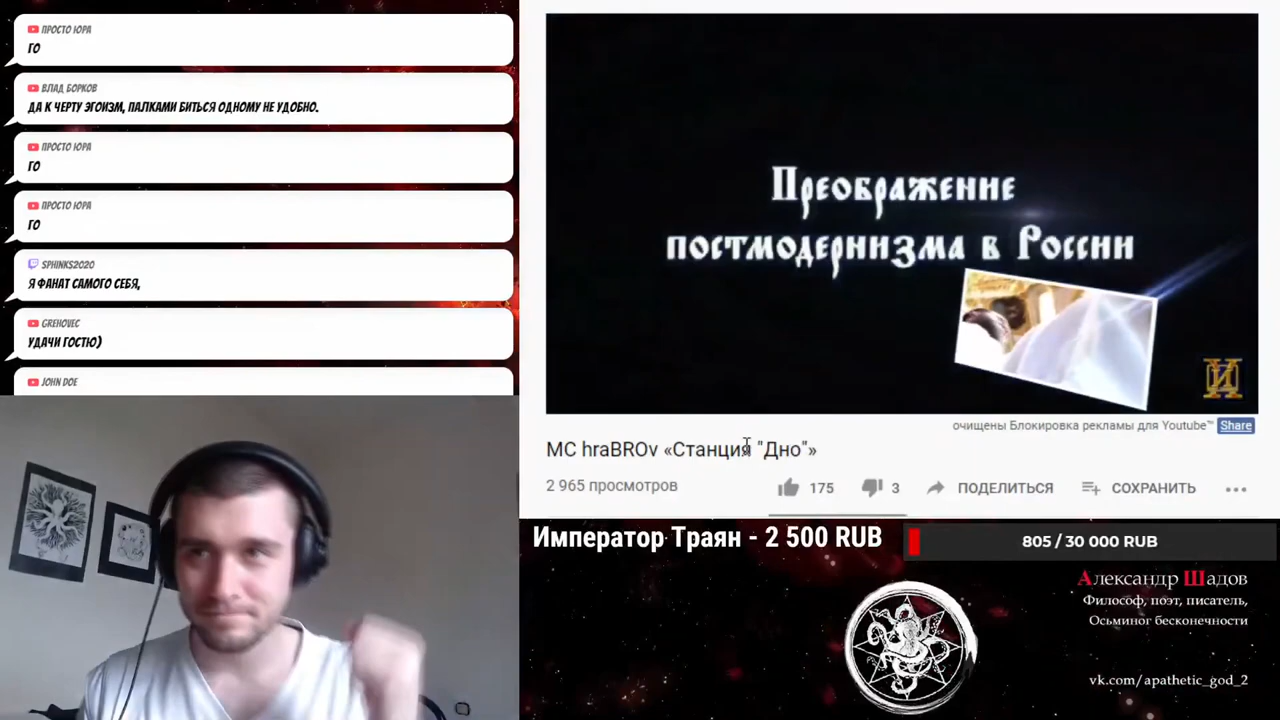 ПРОСТО ЮРА
ГО
ВЛАД БОРКОВ
ДА К ЧЕРТУ ЭГОИЗМ, ПАЛКАМИ БИТЬСЯ ОДНОМУ НЕ УДОБНО.
ПРОСТО ЮРА
ГО
ПРОСТО ЮРА
ГО
SPHINKS2020
Я ФАНАТ САМОГО СЕБЯ,
GREHOVEC
УДАЧИ ГОСТЮ)
JOHN DOE
Преображение
постмодернизма в России
очищены Блокировка рекламы для Youtube™ Share
MC hraBROv «Станция "Дно"»
2 965 просмотров
175
3
ПОДЕЛИТЬСЯ
СОХРАНИТЬ
Император Траян - 2 500 RUB
805 / 30 000 RUB
Александр Шадов
Философ, поэт, писатель,
Осьминог бесконечности
vk.com/apathetic_god_2